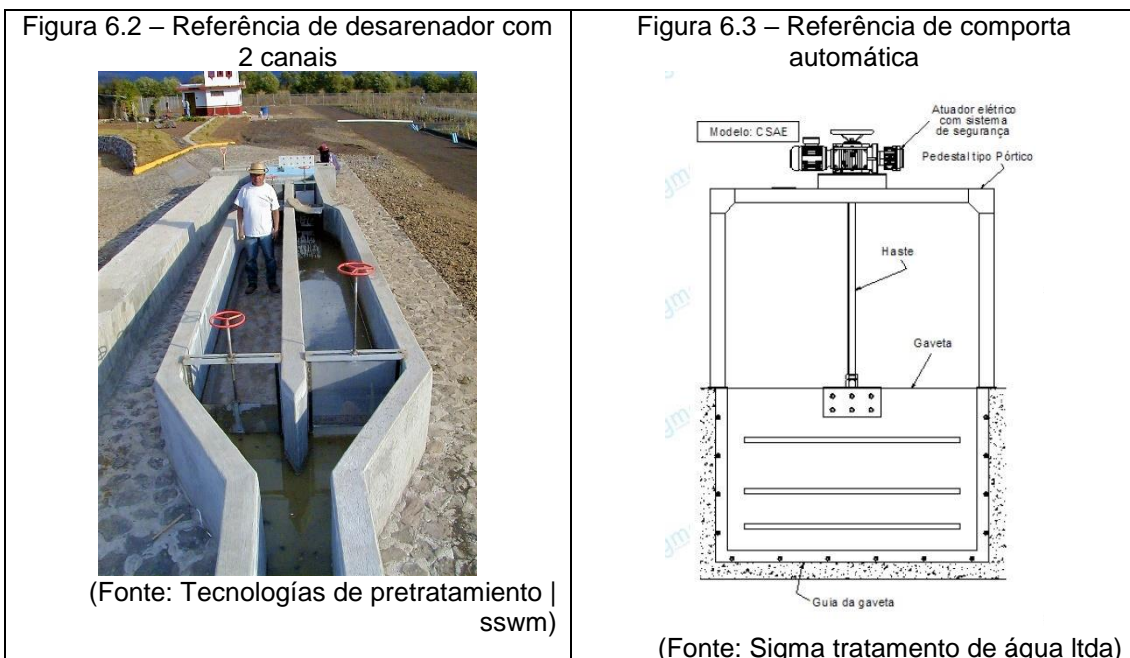 Figura 6.2 – Referência de desarenador com
2 canais
(Fonte: Tecnologías de pretratamiento |
sswm)
Figura 6.3 – Referência de comporta
automática
Modelo: CSAE
Atuador elétrico
com sistema
de segurança
Pedestal tipo Pórtico
Haste
Gaveta
Guia da gaveta
(Fonte: Sigma tratamento de água ltda)